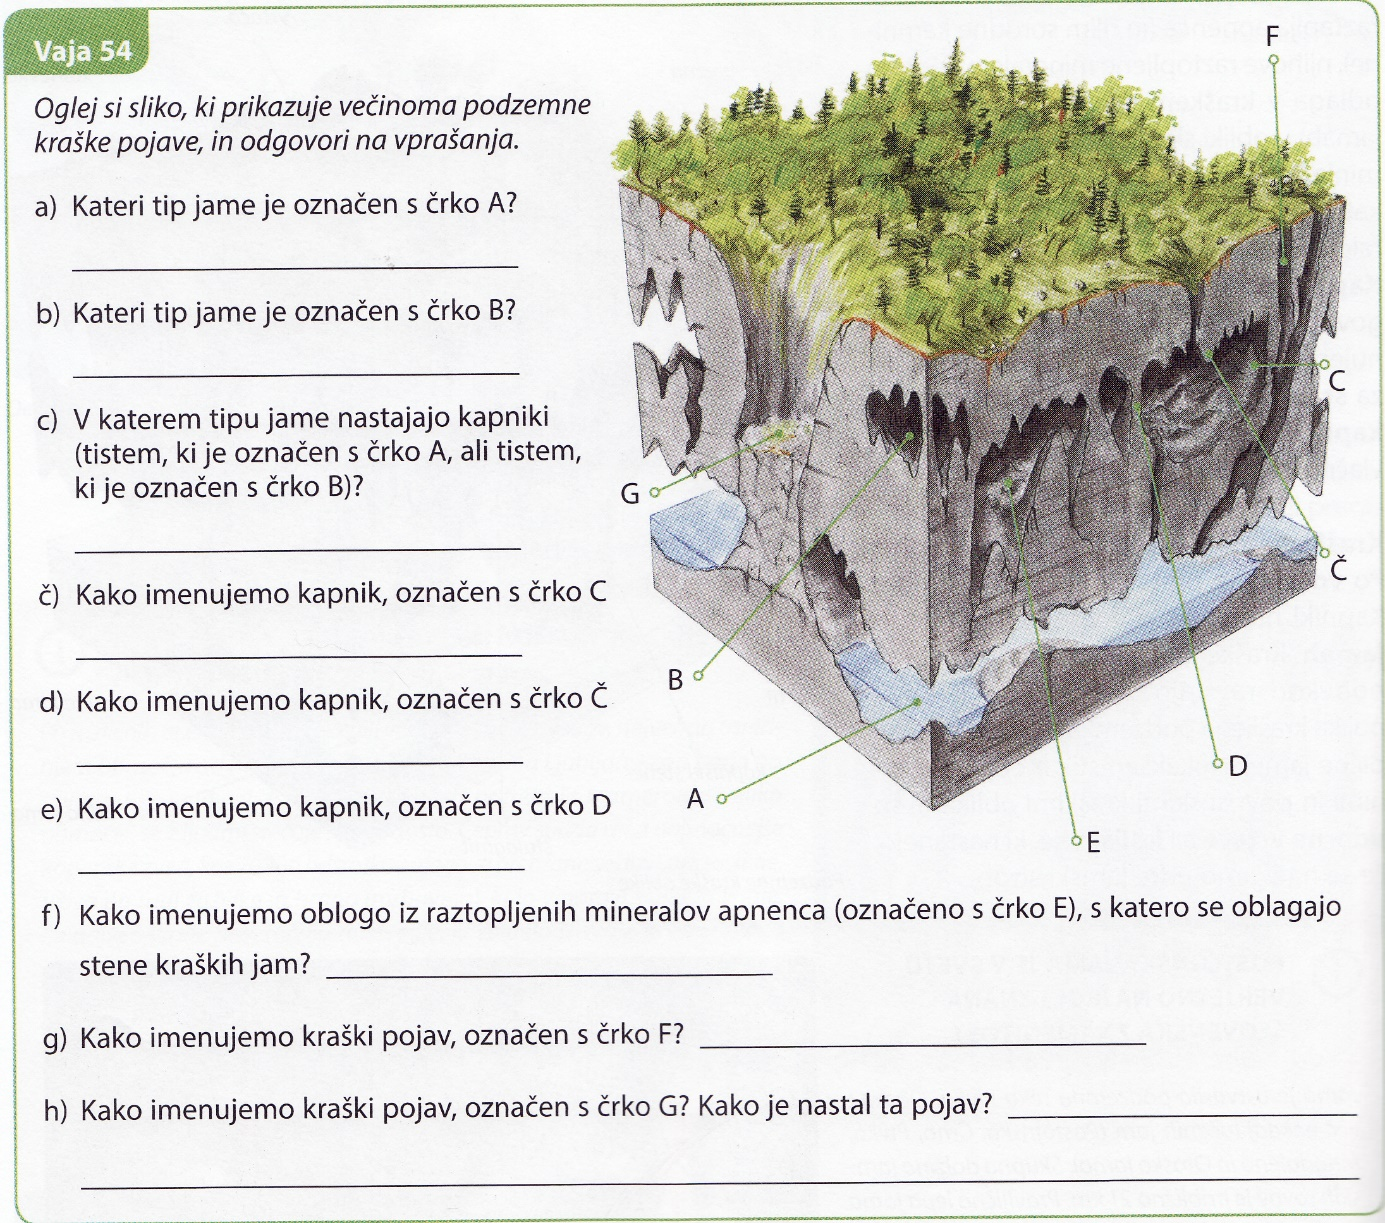 Vaja 54
Oglej si sliko, ki prikazuje večinoma podzemne
kraške pojave, in odgovori na vprašanja.
a) Kateri tip jame je označen s črko A?
b) Kateri tip jame je označen s črko B?
c) V katerem tipu jame nastajajo kapniki
(tistem, ki je označen s črko A, ali tistem,
ki je označen s črko B)?
č) Kako imenujemo kapnik, označen s črko C
d) Kako imenujemo kapnik, označen s črko Č
e) Kako imenujemo kapnik, označen s črko D
F
C
G
Č
B
D
A
E
f) Kako imenujemo oblogo iz raztopljenih mineralov apnenca (označeno s črko E), s katero se oblagajo
stene kraških jam?
g) Kako imenujemo kraški pojav, označen s črko F?
h) Kako imenujemo kraški pojav, označen s črko G? Kako je nastal ta pojav?